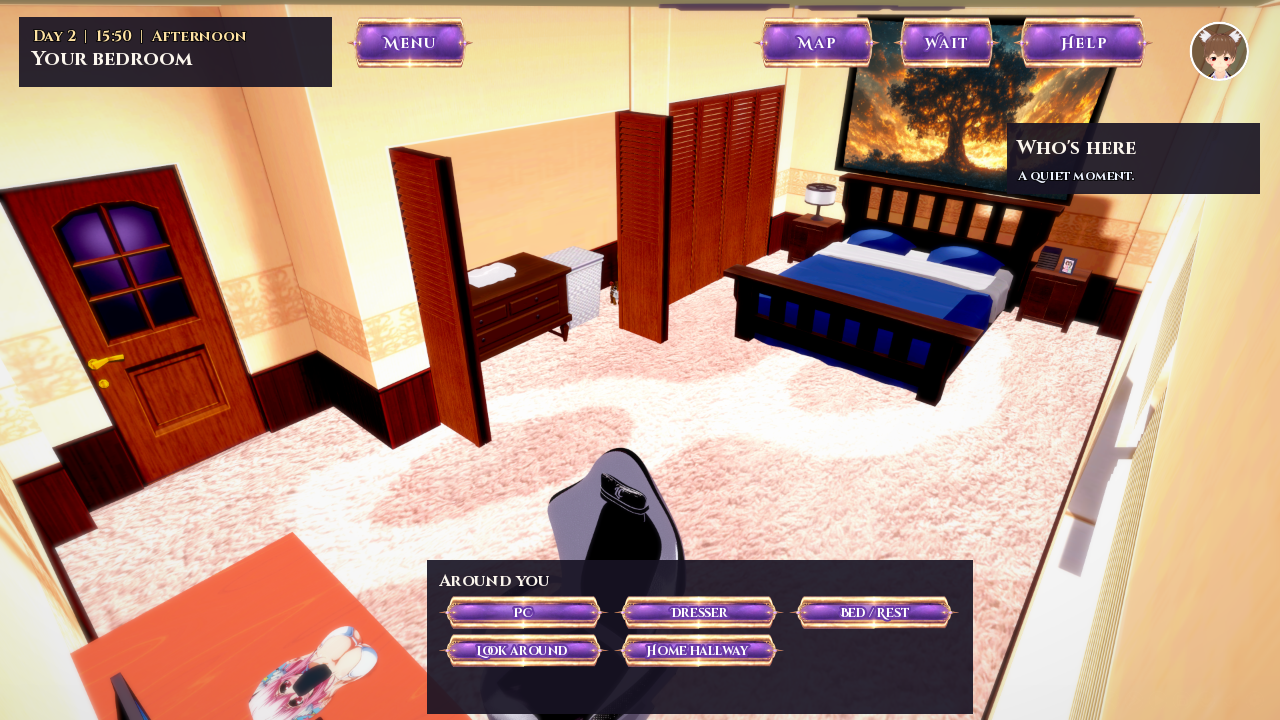 Day 2 | 15:50 | Afternoon
Your bedroom
Menu
Map
Wait
Help
Who's here
A quiet moment.
Around you
PC
Dresser
Bed / Rest
Look around
Home hallway